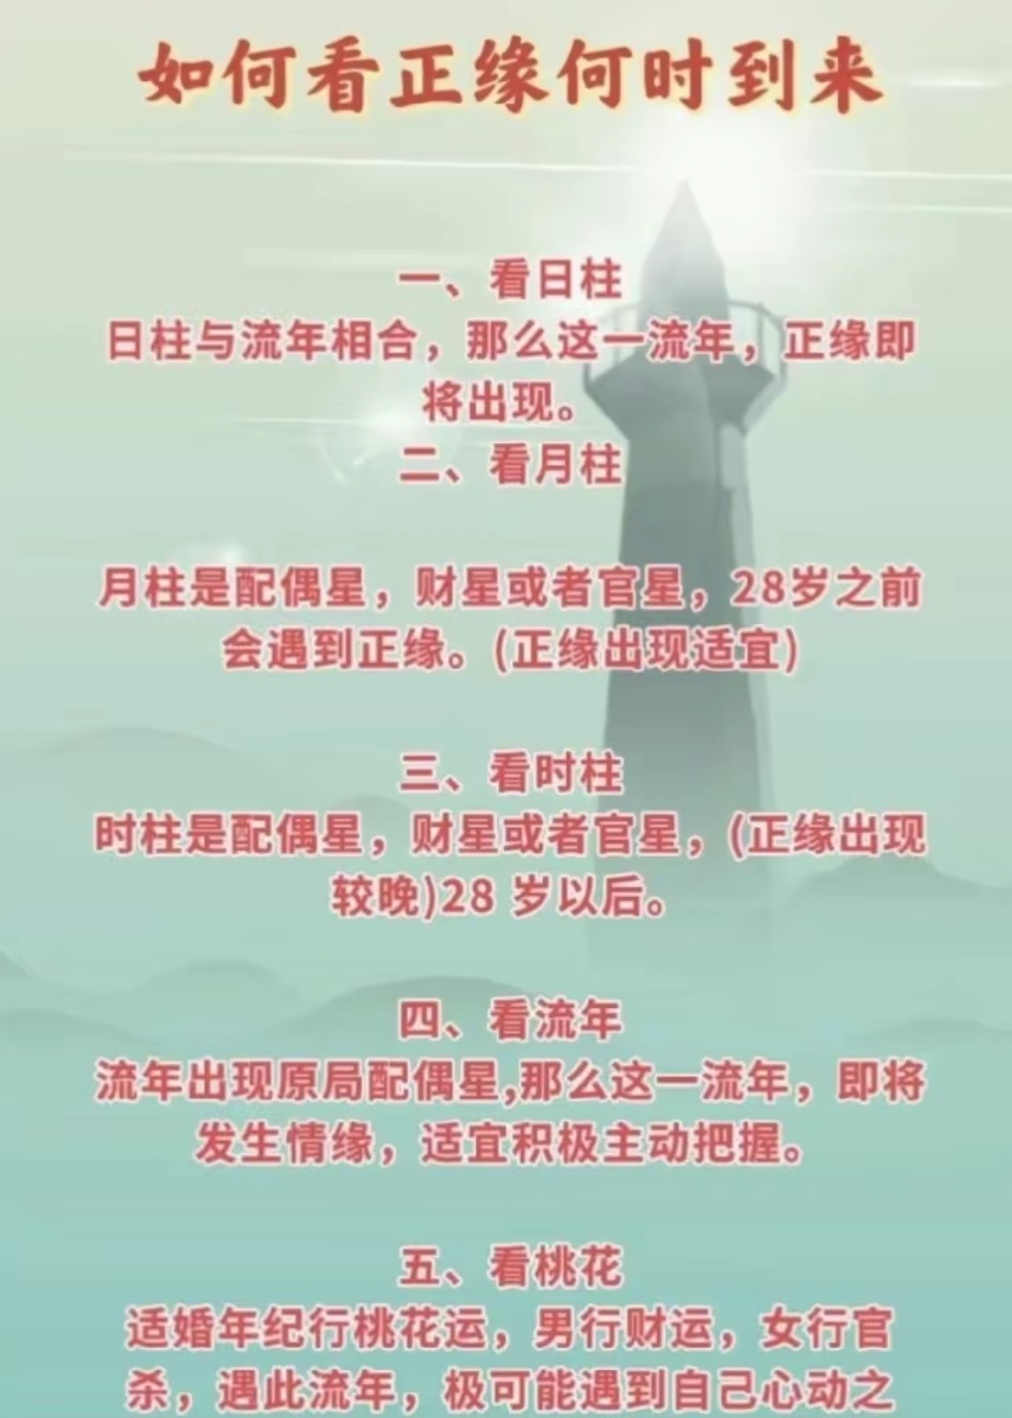 如何看正缘何时到来
一、看日柱
日柱与流年相合，那么这一流年，正缘即
将出现。
二、看月柱
月柱是配偶星，财星或者官星，28岁之前
会遇到正缘。(正缘出现适宜)
三、看时柱
时柱是配偶星，财星或者官星，(正缘出现
较晚)28 岁以后。
四、看流年
流年出现原局配偶星,那么这一流年，即将
发生情缘，适宜积极主动把握。
五、看桃花
适婚年纪行桃花运，男行财运，女行官
杀，遇此流年，极可能遇到自己心动之